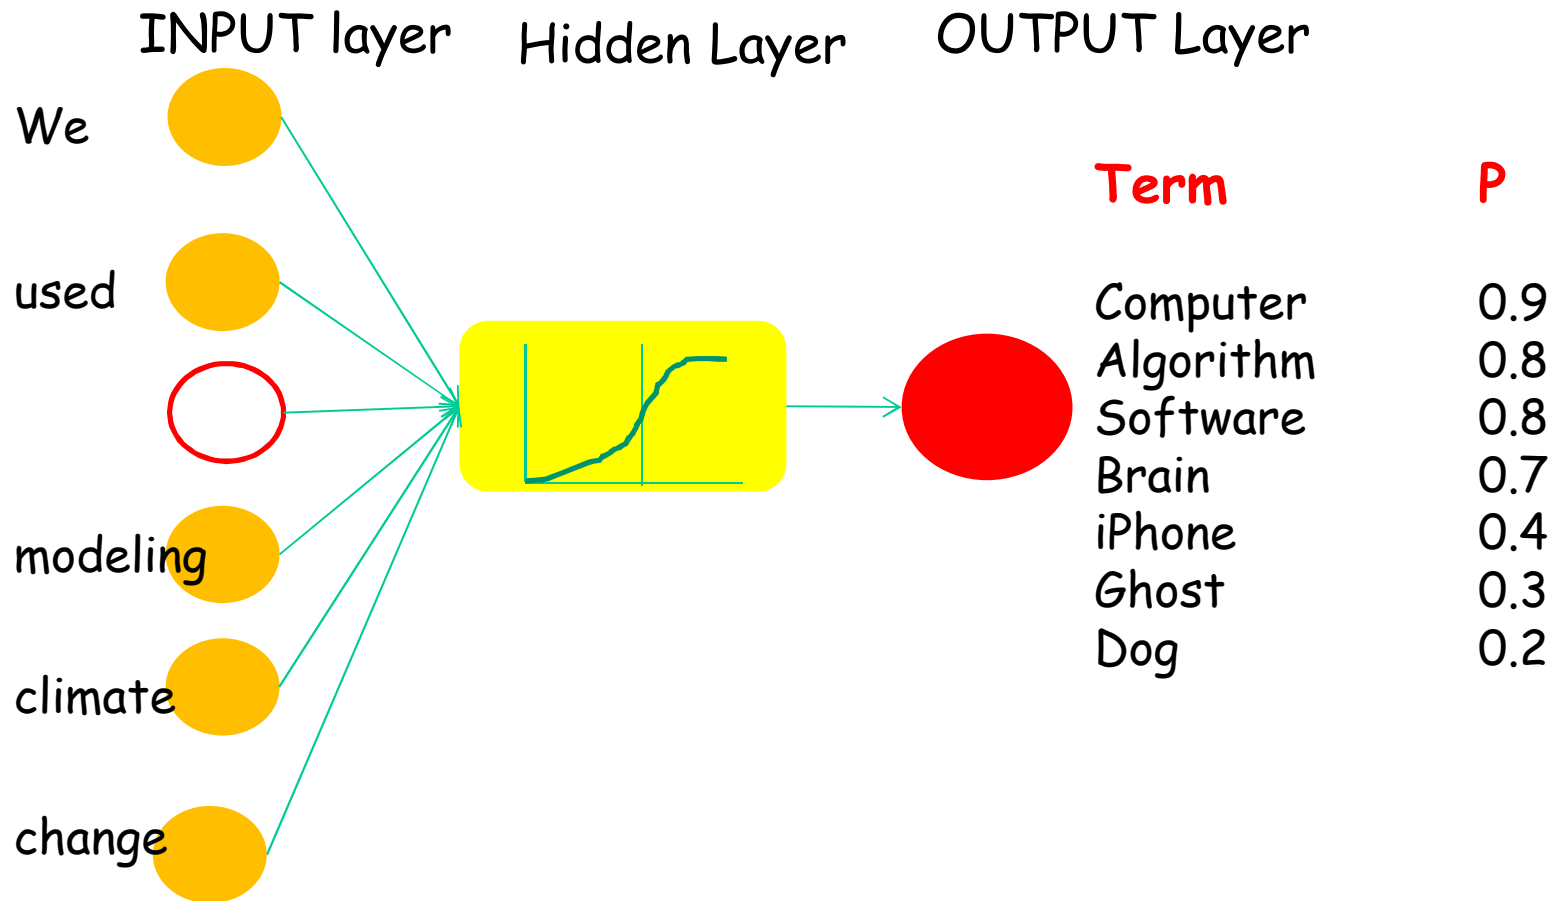 INPUT layer
Hidden Layer
OUTPUT Layer
We
used
modeling
climate
change
Term P
Computer 0.9
Algorithm 0.8
Software 0.8
Brain 0.7
iPhone 0.4
Ghost 0.3
Dog 0.2